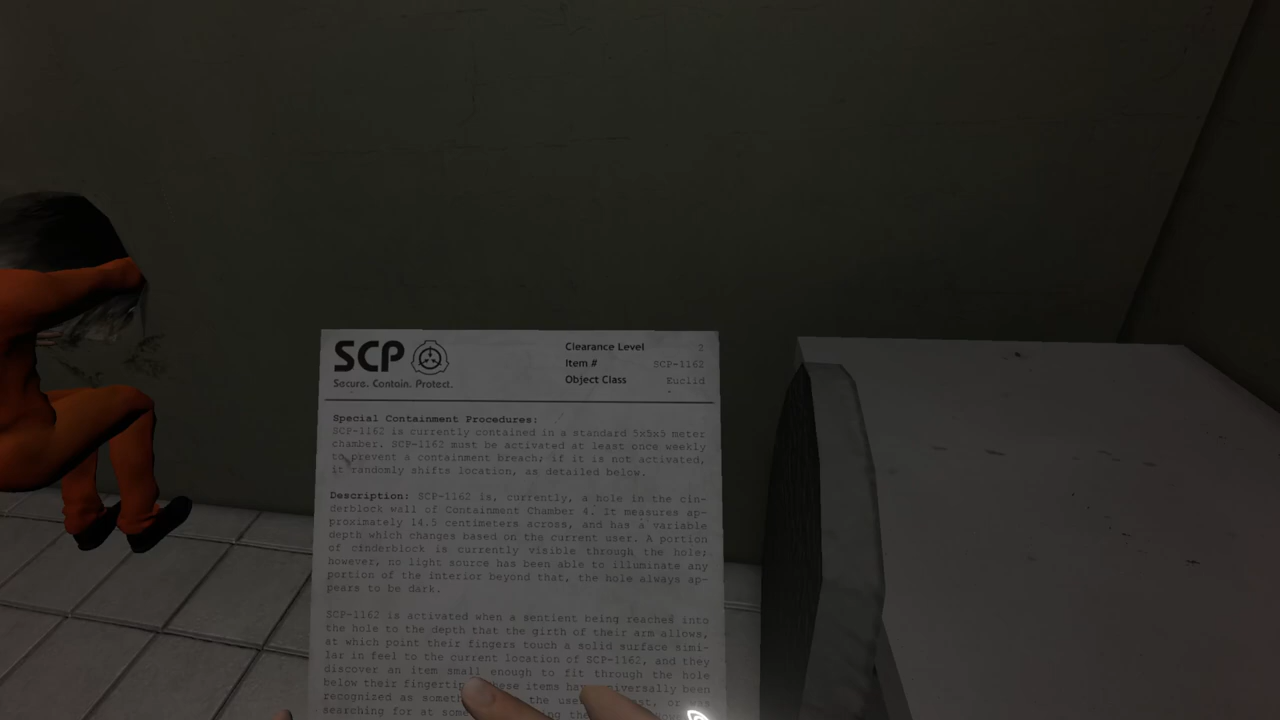 SCP
Secure. Contain. Protect.
Clearance Level 2
Item # SCP-1162
Object Class Euclid
Special Containment Procedures:
SCP-1162 is currently contained in a standard 5x5x5 meter
chamber. SCP-1162 must be activated at least once weekly
to prevent a containment breach; if it is not activated,
it randomly shifts location, as detailed below.
Description: SCP-1162 is, currently, a hole in the cin-
derblock wall of Containment Chamber 4. It measures ap-
proximately 14.5 centimeters across, and has a variable
depth which changes based on the current user. A portion
of cinderblock is currently visible through the hole;
however, no light source has been able to illuminate any
portion of the interior beyond that, the hole always ap-
pears to be dark.
SCP-1162 is activated when a sentient being reaches into
the hole to the depth that the girth of their arm allows,
at which point their fingers touch a solid surface simi-
lar in feel to the current location of SCP-1162, and they
discover an item small enough to fit through the hole
below their these items been
recognized as the or was
searching for at